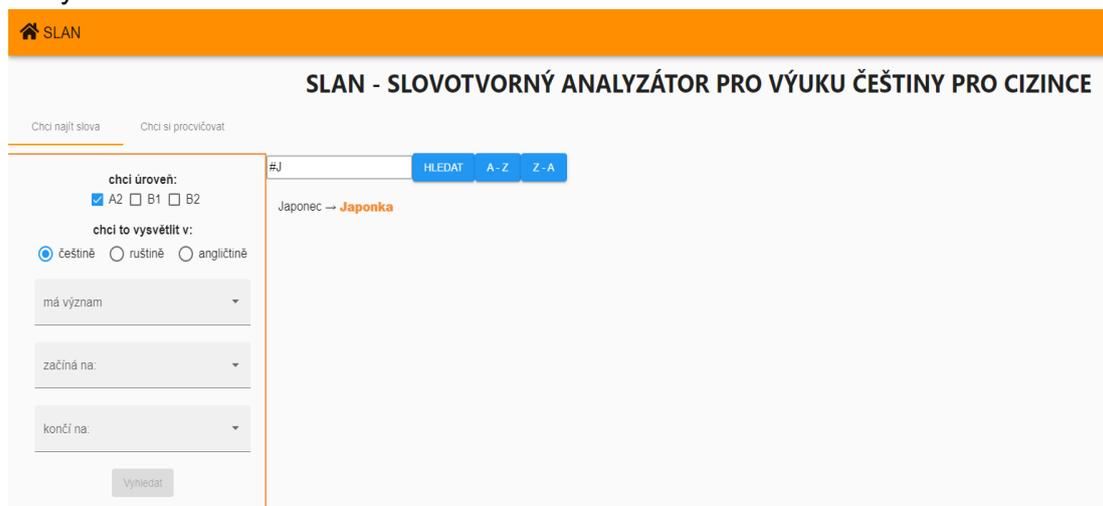 SLAN
SLAN - SLOVOTVORNÝ ANALYZÁTOR PRO VÝUKU ČEŠTINY PRO CIZINCE
Chci najít slova Chci si procvičovat
#J HLEDAT A - Z Z - A
chci úroveň:
A2 B1 B2
Japonec → Japonka
chci to vysvětlit v:
češtině ruštině angličtině
má význam
začíná na:
končí na:
Vyhledat